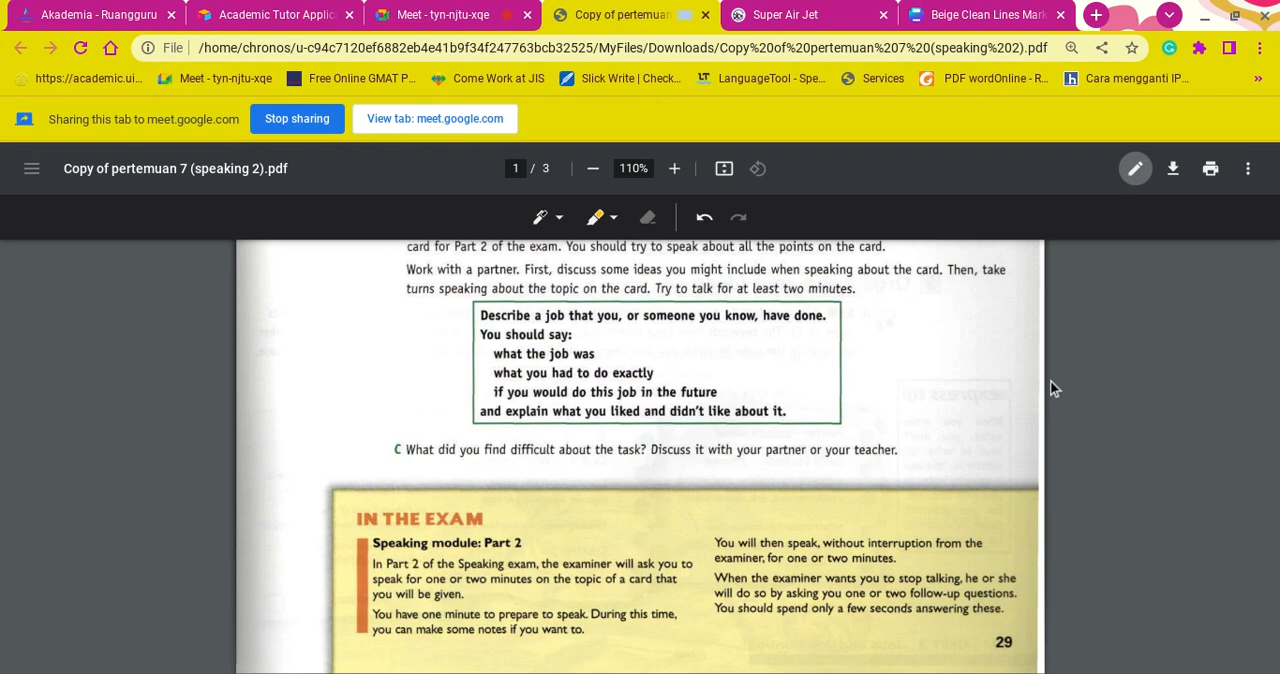 Akademia - Ruangguru
Academic Tutor Applic
Meet - tyn-njtu-xqe
Copy of pertemuan
Super Air Jet
Beige Clean Lines Mark
File
/home/chronos/u-c94c7120ef6882eb4e41b9f34f247763bcb32525/MyFiles/Downloads/Copy%20of%20pertemuan%207%20(speaking%202).pdf
https://academic.ui...
Meet - tyn-njtu-xqe
Free Online GMAT P...
Come Work at JIS
Slick Write | Check...
LanguageTool - Spe...
Services
PDF wordOnline - R...
Cara mengganti IP...
»
Sharing this tab to meet.google.com
Stop sharing
View tab: meet.google.com
Copy of pertemuan 7 (speaking 2).pdf
1 / 3
110%
card for Part 2 of the exam. You should try to speak about all the points on the card.
Work with a partner. First, discuss some ideas you might include when speaking about the card. Then, take
turns speaking about the topic on the card. Try to talk for at least two minutes.
Describe a job that you, or someone you know, have done.
You should say:
what the job was
what you had to do exactly
if you would do this job in the future
and explain what you liked and didn't like about it.
C What did you find difficult about the task? Discuss it with your partner or your teacher.
IN THE EXAM
Speaking module: Part 2
In Part 2 of the Speaking exam, the examiner will ask you to
speak for one or two minutes on the topic of a card that
you will be given.
You have one minute to prepare to speak. During this time,
you can make some notes if you want to.
You will then speak, without interruption from the
examiner, for one or two minutes.
When the examiner wants you to stop talking, he or she
will do so by asking you one or two follow-up questions.
You should spend only a few seconds answering these.
29